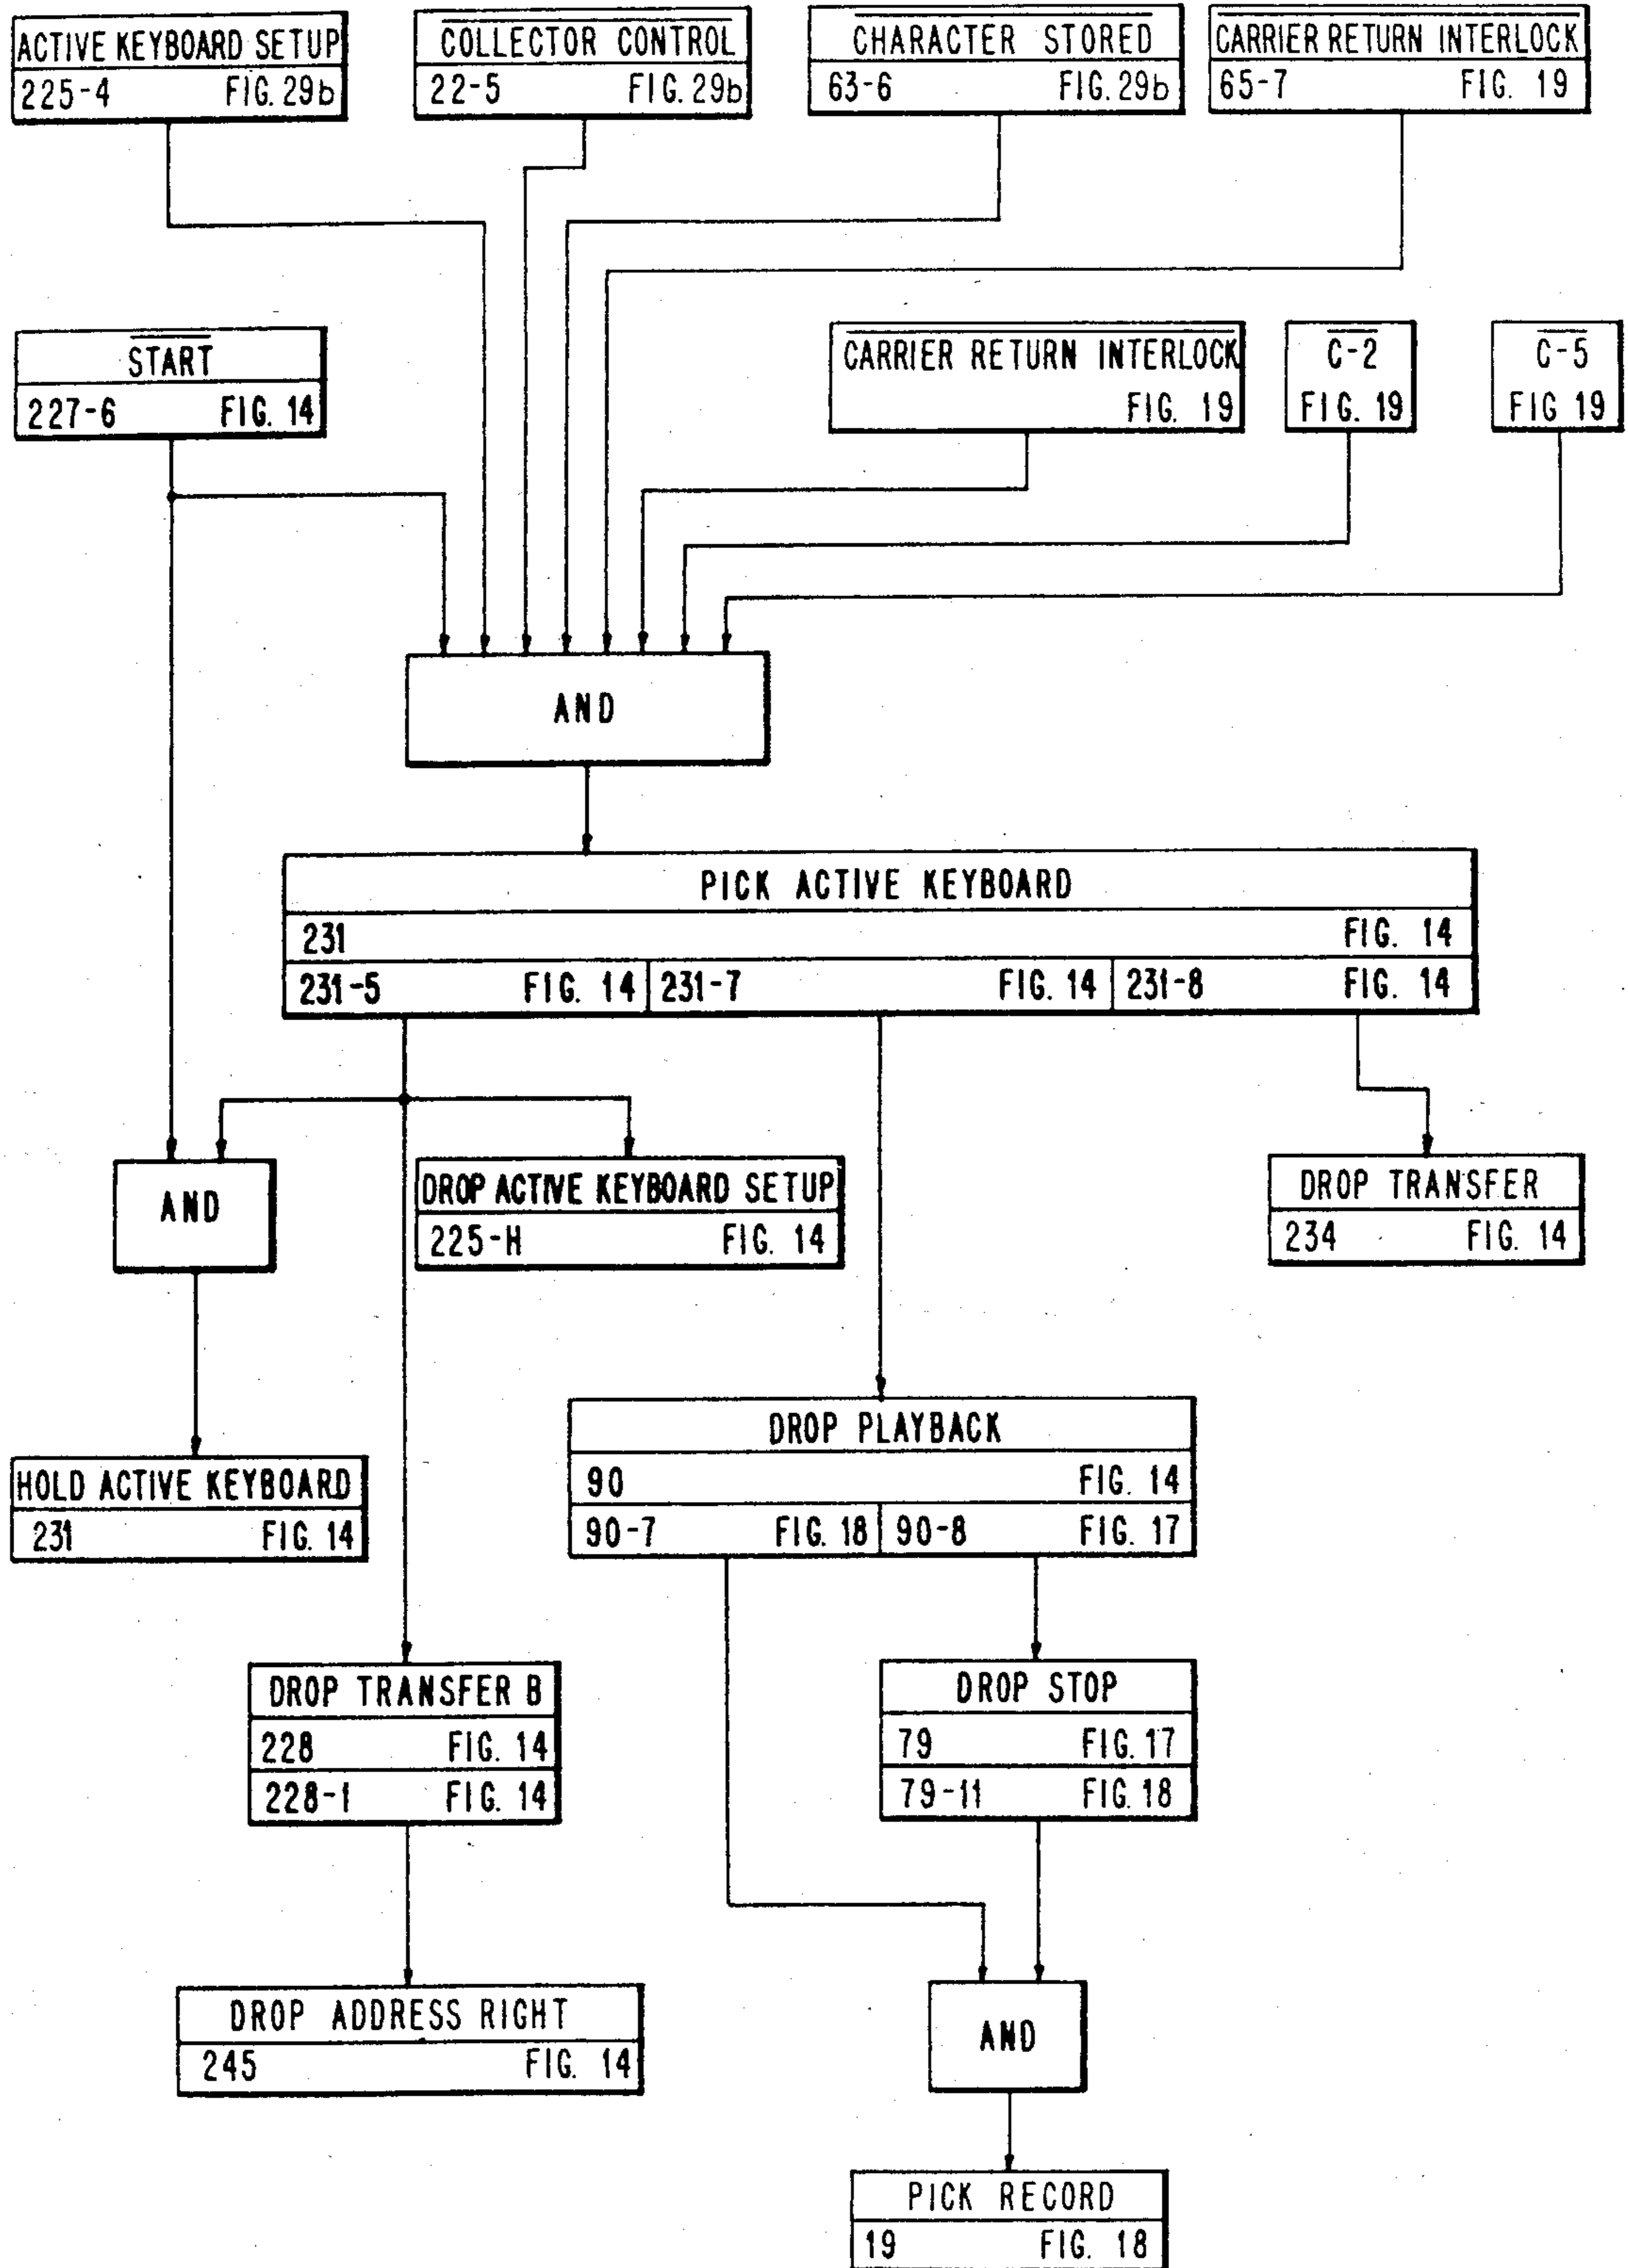 ACTIVE KEYBOARD SETUP
225-4 FIG. 29b
COLLECTOR CONTROL
22-5 FIG. 29b
CHARACTER STORED
63-6 FIG. 29b
CARRIER RETURN INTERLOCK
65-7 FIG. 19
START
227-6 FIG. 14
CARRIER RETURN INTERLOCK
FIG. 19
C-2
FIG. 19
C-5
FIG 19
AND
PICK ACTIVE KEYBOARD
231 FIG. 14
231-5 FIG. 14 231-7 FIG. 14 231-8 FIG. 14
AND
DROP ACTIVE KEYBOARD SETUP
225-H FIG. 14
DROP TRANSFER
234 FIG. 14
HOLD ACTIVE KEYBOARD
231 FIG. 14
DROP PLAYBACK
90 FIG. 14
90-7 FIG. 18 90-8 FIG. 17
DROP TRANSFER B
228 FIG. 14
228-1 FIG. 14
DROP STOP
79 FIG. 17
79-11 FIG. 18
DROP ADDRESS RIGHT
245 FIG. 14
AND
PICK RECORD
19 FIG. 18